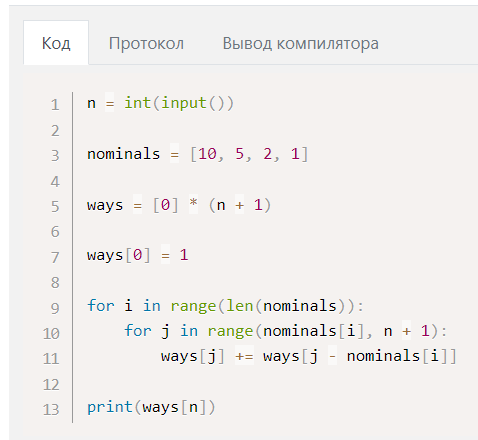 Код Протокол Вывод компилятора
1 n = int(input())
2
3 nominals = [10, 5, 2, 1]
4
5 ways = [0] * (n + 1)
6
7 ways[0] = 1
8
9 for i in range(len(nominals)):
10     for j in range(nominals[i], n + 1):
11         ways[j] += ways[j - nominals[i]]
12
13 print(ways[n])